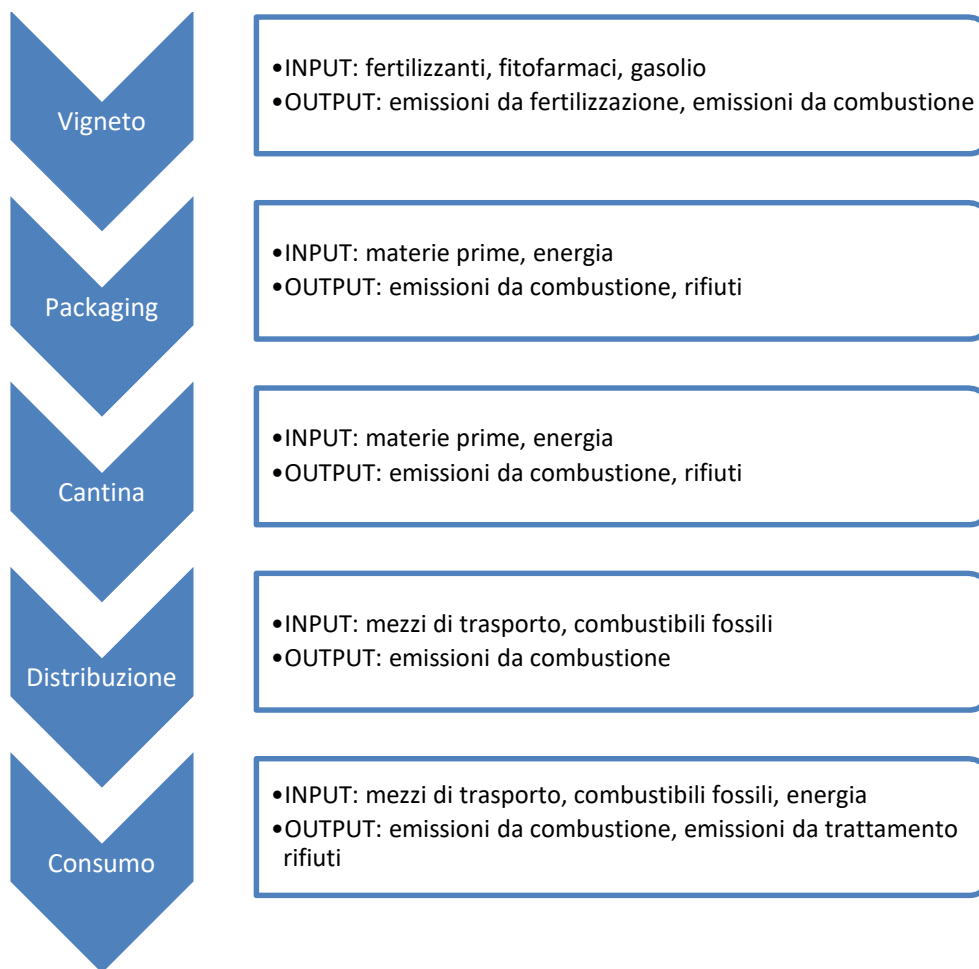 Vigneto
•INPUT: fertilizzanti, fitofarmaci, gasolio
•OUTPUT: emissioni da fertilizzazione, emissioni da combustione
Packaging
•INPUT: materie prime, energia
•OUTPUT: emissioni da combustione, rifiuti
Cantina
•INPUT: materie prime, energia
•OUTPUT: emissioni da combustione, rifiuti
Distribuzione
•INPUT: mezzi di trasporto, combustibili fossili
•OUTPUT: emissioni da combustione
Consumo
•INPUT: mezzi di trasporto, combustibili fossili, energia
•OUTPUT: emissioni da combustione, emissioni da trattamento
rifiuti